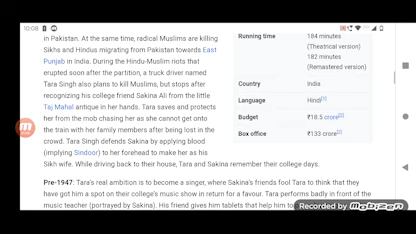 10:08
in Pakistan. At the same time, radical Muslims are killing
Sikhs and Hindus migrating from Pakistan towards East
Punjab in India. During the Hindu-Muslim riots that
erupted soon after the partition, a truck driver named
Tara Singh also plans to kill Muslims, but stops after
recognizing his college friend Sakina Ali from the little
Taj Mahal antique in her hands. Tara saves and protects
her from the mob chasing her as she cannot get onto
the train with her family members after being lost in the
crowd. Tara Singh defends Sakina by applying blood
(implying Sindoor) to her forehead to make her as his
Sikh wife. While driving back to their house, Tara and Sakina remember their college days.
Running time 184 minutes
(Theatrical version)
182 minutes
(Remastered version)
Country India
Language Hindi[1]
Budget ₹18.5 crore[2]
Box office ₹133 crore[3]
Pre-1947: Tara's real ambition is to become a singer, where Sakina's friends fool Tara to think that they
have got him a spot on their college's music show in return for a favour. Tara performs badly in front of the
music teacher (portrayed by Sakina). His friend gives him tablets that help him to
Recorded by Mobizen